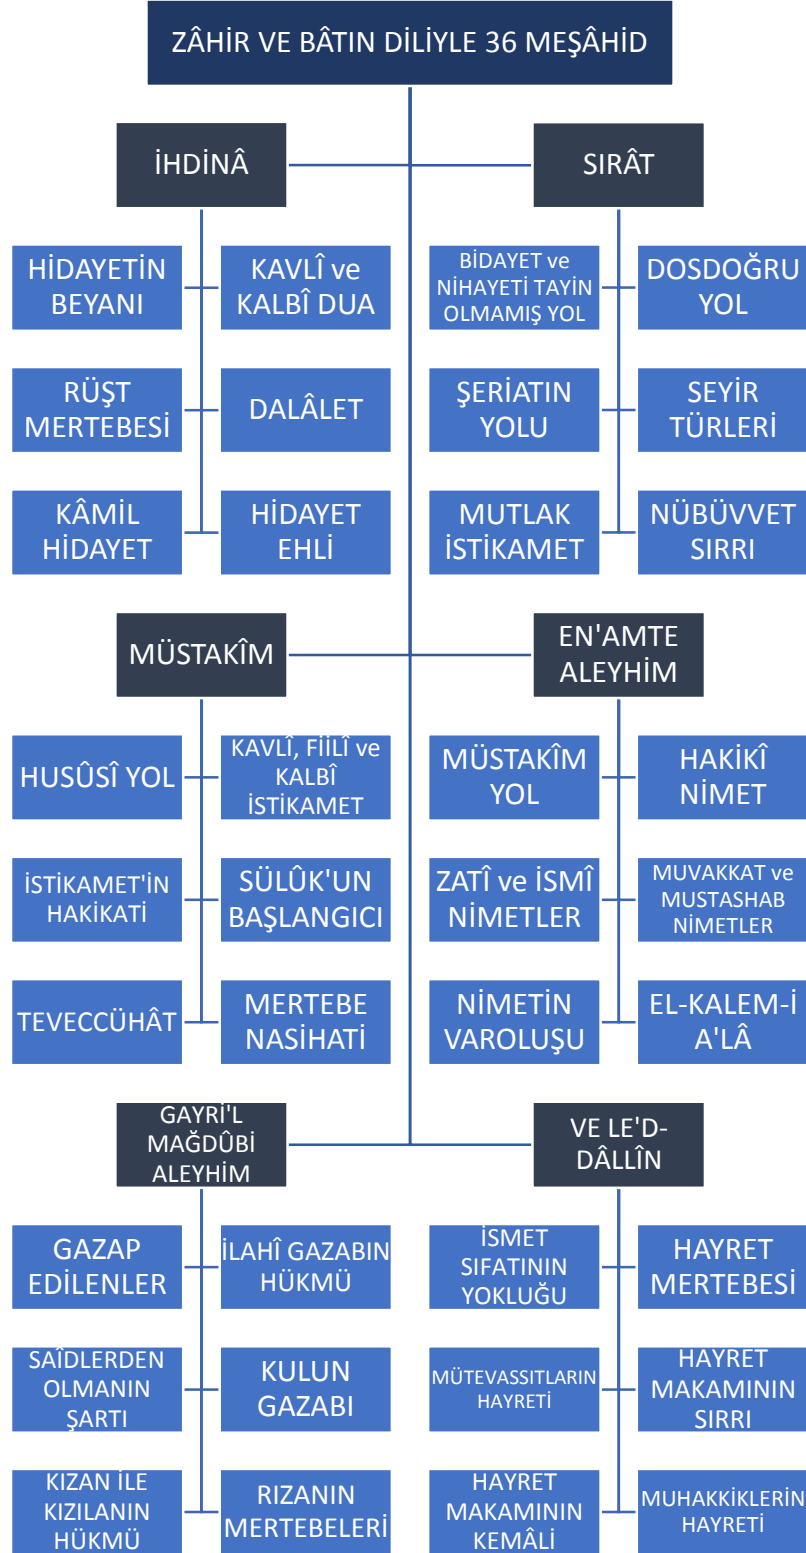 ZÂHİR VE BÂTIN DİLİYLE 36 MEŞÂHİD
İHDİNÂ
SIRÂT
HİDAYETİN
BEYANI
KAVLÎ ve
KALBÎ DUA
BİDAYET ve
NİHAYETİ TAYİN
OLMAMIŞ YOL
DOSDOĞRU
YOL
RÜŞT
MERTEBESİ
DALÂLET
ŞERİATIN
YOLU
SEYİR
TÜRLERİ
KÂMİL
HİDAYET
HİDAYET
EHLİ
MUTLAK
İSTİKAMET
NÜBÜVVET
SIRRI
MÜSTAKÎM
EN'AMTE
ALEYHİM
HUSÛSÎ YOL
KAVLÎ, FİİLÎ ve
KALBÎ
İSTİKAMET
MÜSTAKÎM
YOL
HAKİKÎ
NİMET
İSTİKAMET'İN
HAKİKATİ
SÜLÛK'UN
BAŞLANGICI
ZATÎ ve İSMÎ
NİMETLER
MUVAKKAT ve
MUSTASHAB
NİMETLER
TEVECCÜHÂT
MERTEBE
NASİHATİ
NİMETİN
VAROLUŞU
EL-KALEM-İ
A'LÂ
GAYRİ'L
MAĞDÛBİ
ALEYHİM
VE LE'D-
DÂLLÎN
GAZAP
EDİLENLER
İLAHÎ GAZABIN
HÜKMÜ
İSMET
SIFATININ
YOKLUĞU
HAYRET
MERTEBESİ
SAÎDLERDEN
OLMANIN
ŞARTI
KULUN
GAZABI
MÜTEVASSITLARIN
HAYRETİ
HAYRET
MAKAMININ
SIRRI
KIZAN İLE
KIZILANIN
HÜKMÜ
RIZANIN
MERTEBELERİ
HAYRET
MAKAMININ
KEMÂLİ
MUHAKKİKLERİN
HAYRETİ